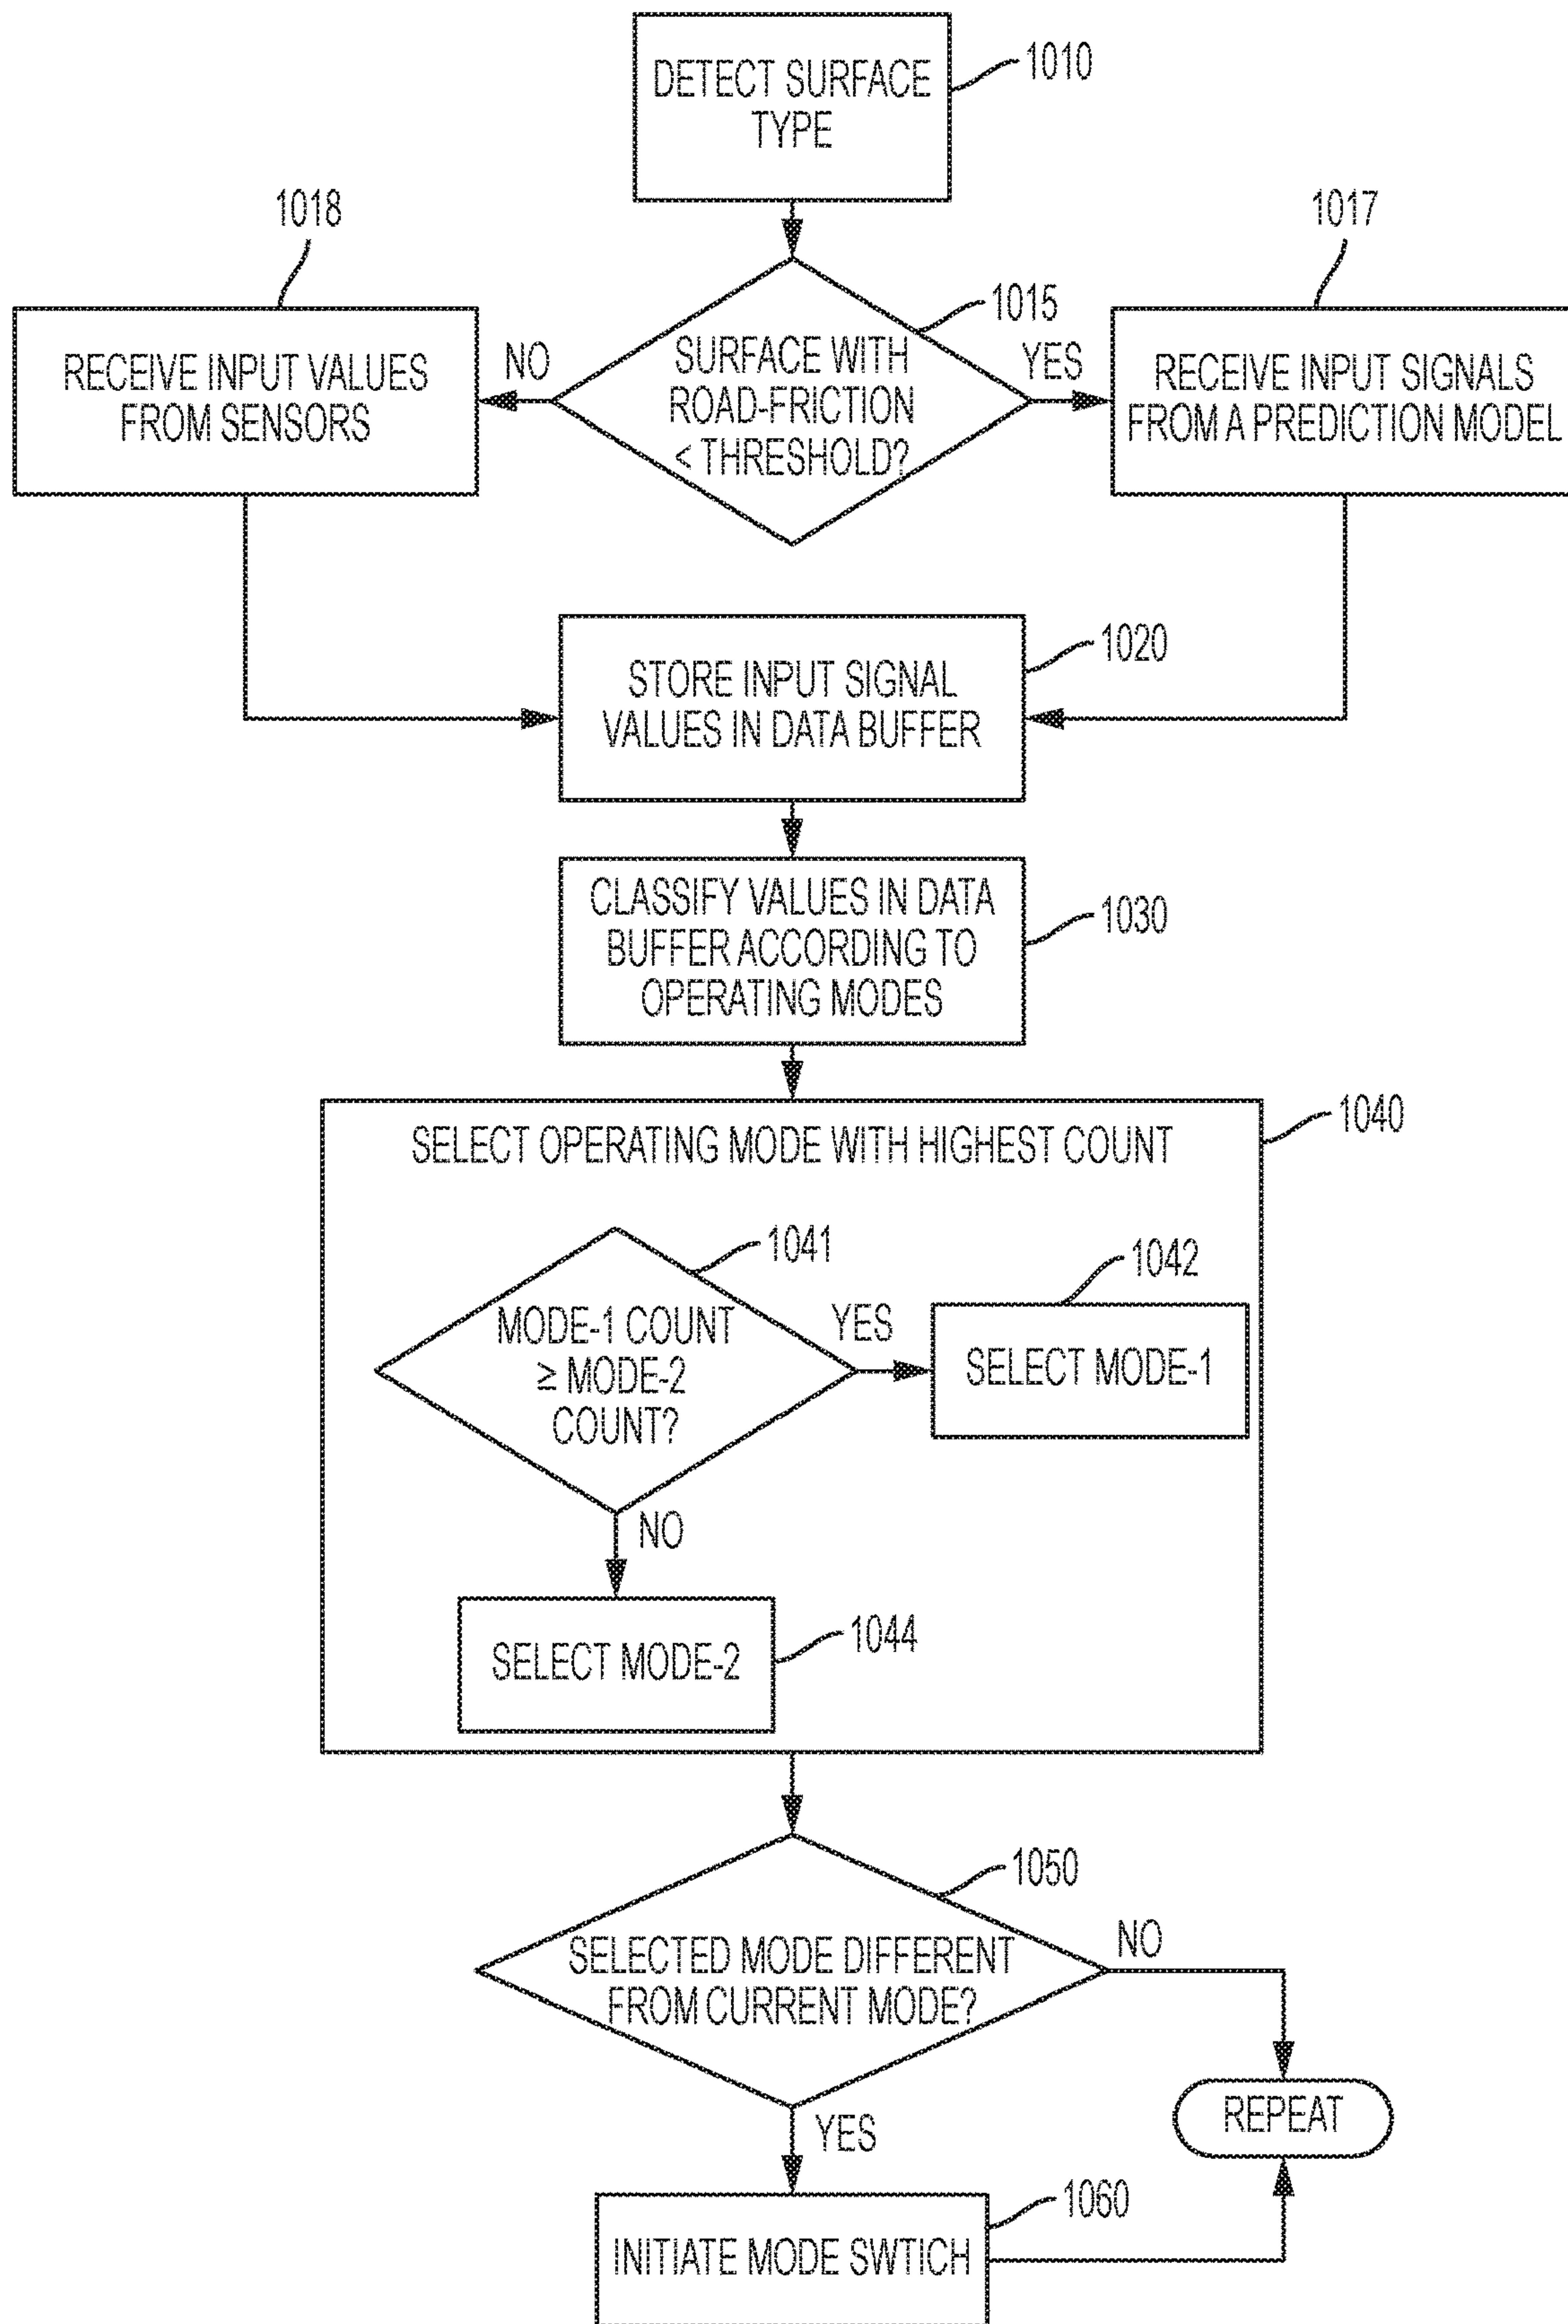 DETECT SURFACE
TYPE
1010
1018
1017
RECEIVE INPUT VALUES
FROM SENSORS
NO
1015
SURFACE WITH
ROAD-FRICTION
< THRESHOLD?
YES
RECEIVE INPUT SIGNALS
FROM A PREDICTION MODEL
STORE INPUT SIGNAL
VALUES IN DATA BUFFER
1020
CLASSIFY VALUES IN DATA
BUFFER ACCORDING TO
OPERATING MODES
1030
SELECT OPERATING MODE WITH HIGHEST COUNT
1040
1041
MODE-1 COUNT
≥ MODE-2
COUNT?
YES
1042
SELECT MODE-1
NO
SELECT MODE-2
1044
1050
SELECTED MODE DIFFERENT
FROM CURRENT MODE?
NO
REPEAT
YES
1060
INITIATE MODE SWTICH